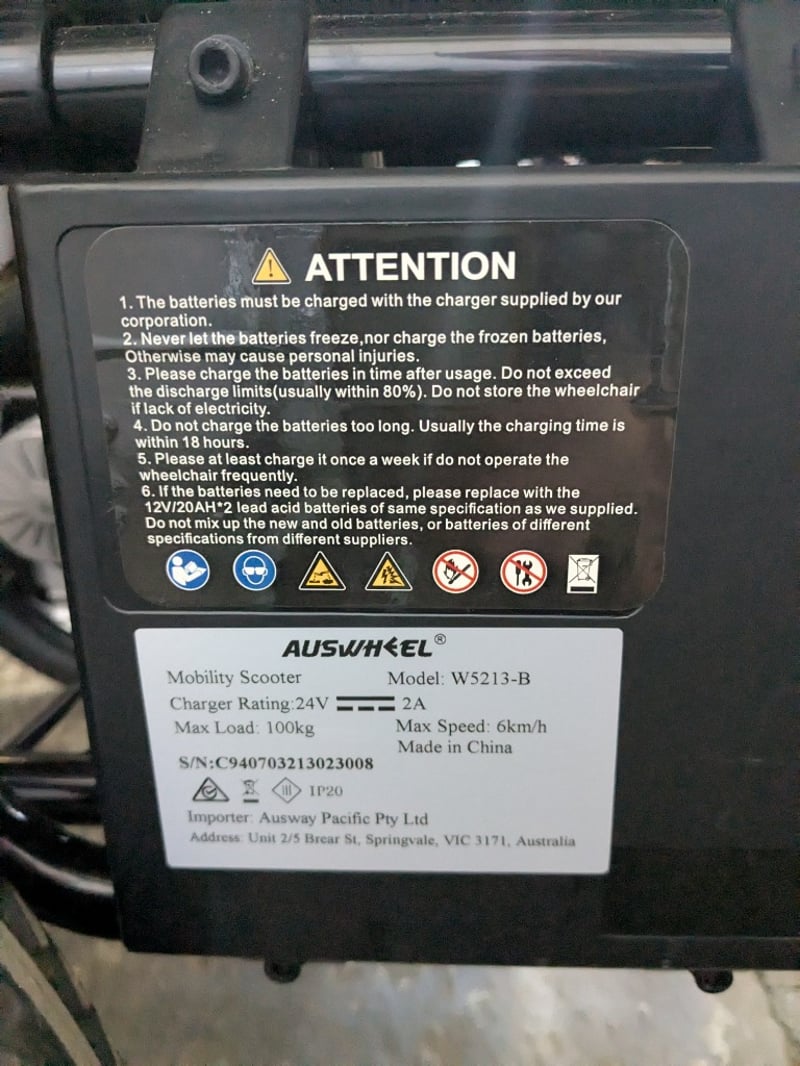 ATTENTION
1. The batteries must be charged with the charger supplied by our
corporation.
2. Never let the batteries freeze,nor charge the frozen batteries,
Otherwise may cause personal injuries.
3. Please charge the batteries in time after usage. Do not exceed
the discharge limits(usually within 80%). Do not store the wheelchair
if lack of electricity.
4. Do not charge the batteries too long. Usually the charging time is
within 18 hours.
5. Please at least charge it once a week if do not operate the
wheelchair frequently.
6. If the batteries need to be replaced, please replace with the
12V/20AH*2 lead acid batteries of same specification as we supplied.
Do not mix up the new and old batteries, or batteries of different
specifications from different suppliers.
AUSWHEEL®
Mobility Scooter Model: W5213-B
Charger Rating:24V 2A
Max Load: 100kg Max Speed: 6km/h
Made in China
S/N:C940703213023008
IP20
Importer: Ausway Pacific Pty Ltd
Address: Unit 2/5 Brear St, Springvale, VIC 3171, Australia